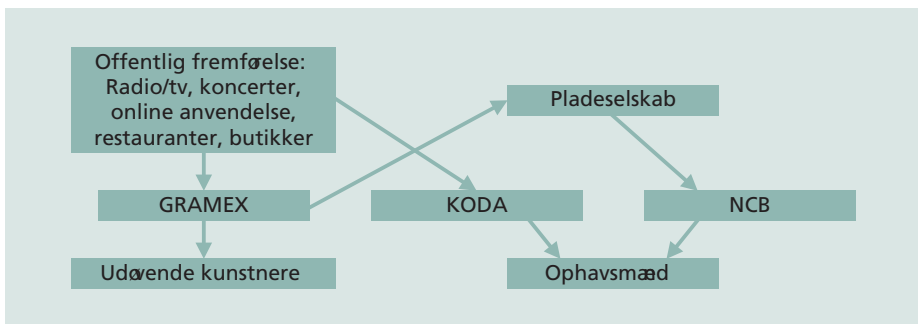 Offentlig fremførelse:
Radio/tv, koncerter,
online anvendelse,
restauranter, butikker
Pladeselskab
GRAMEX
KODA
NCB
Udøvende kunstnere
Ophavsmænd